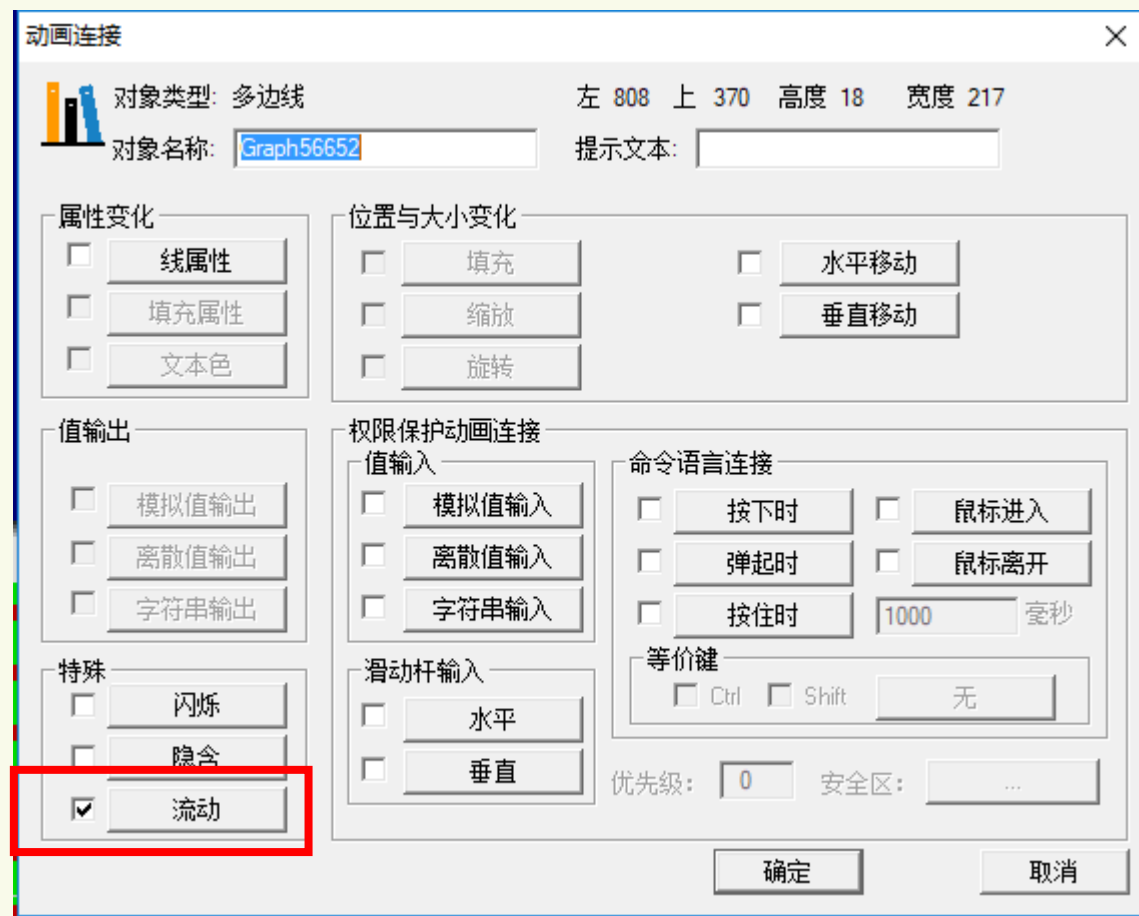 动画连接
对象类型: 多边线 左 808 上 370 高度 18 宽度 217
对象名称: Graph56652 提示文本:
属性变化
线属性
填充属性
文本色
位置与大小变化
填充 水平移动
缩放 垂直移动
旋转
值输出
模拟值输出
离散值输出
字符串输出
权限保护动画连接
值输入
模拟值输入
离散值输入
字符串输入
命令语言连接
按下时 鼠标进入
弹起时 鼠标离开
按住时 1000 毫秒
等价键
Ctrl Shift 无
特殊
闪烁
隐含
流动
滑动杆输入
水平
垂直
优先级: 0 安全区: ...
确定 取消